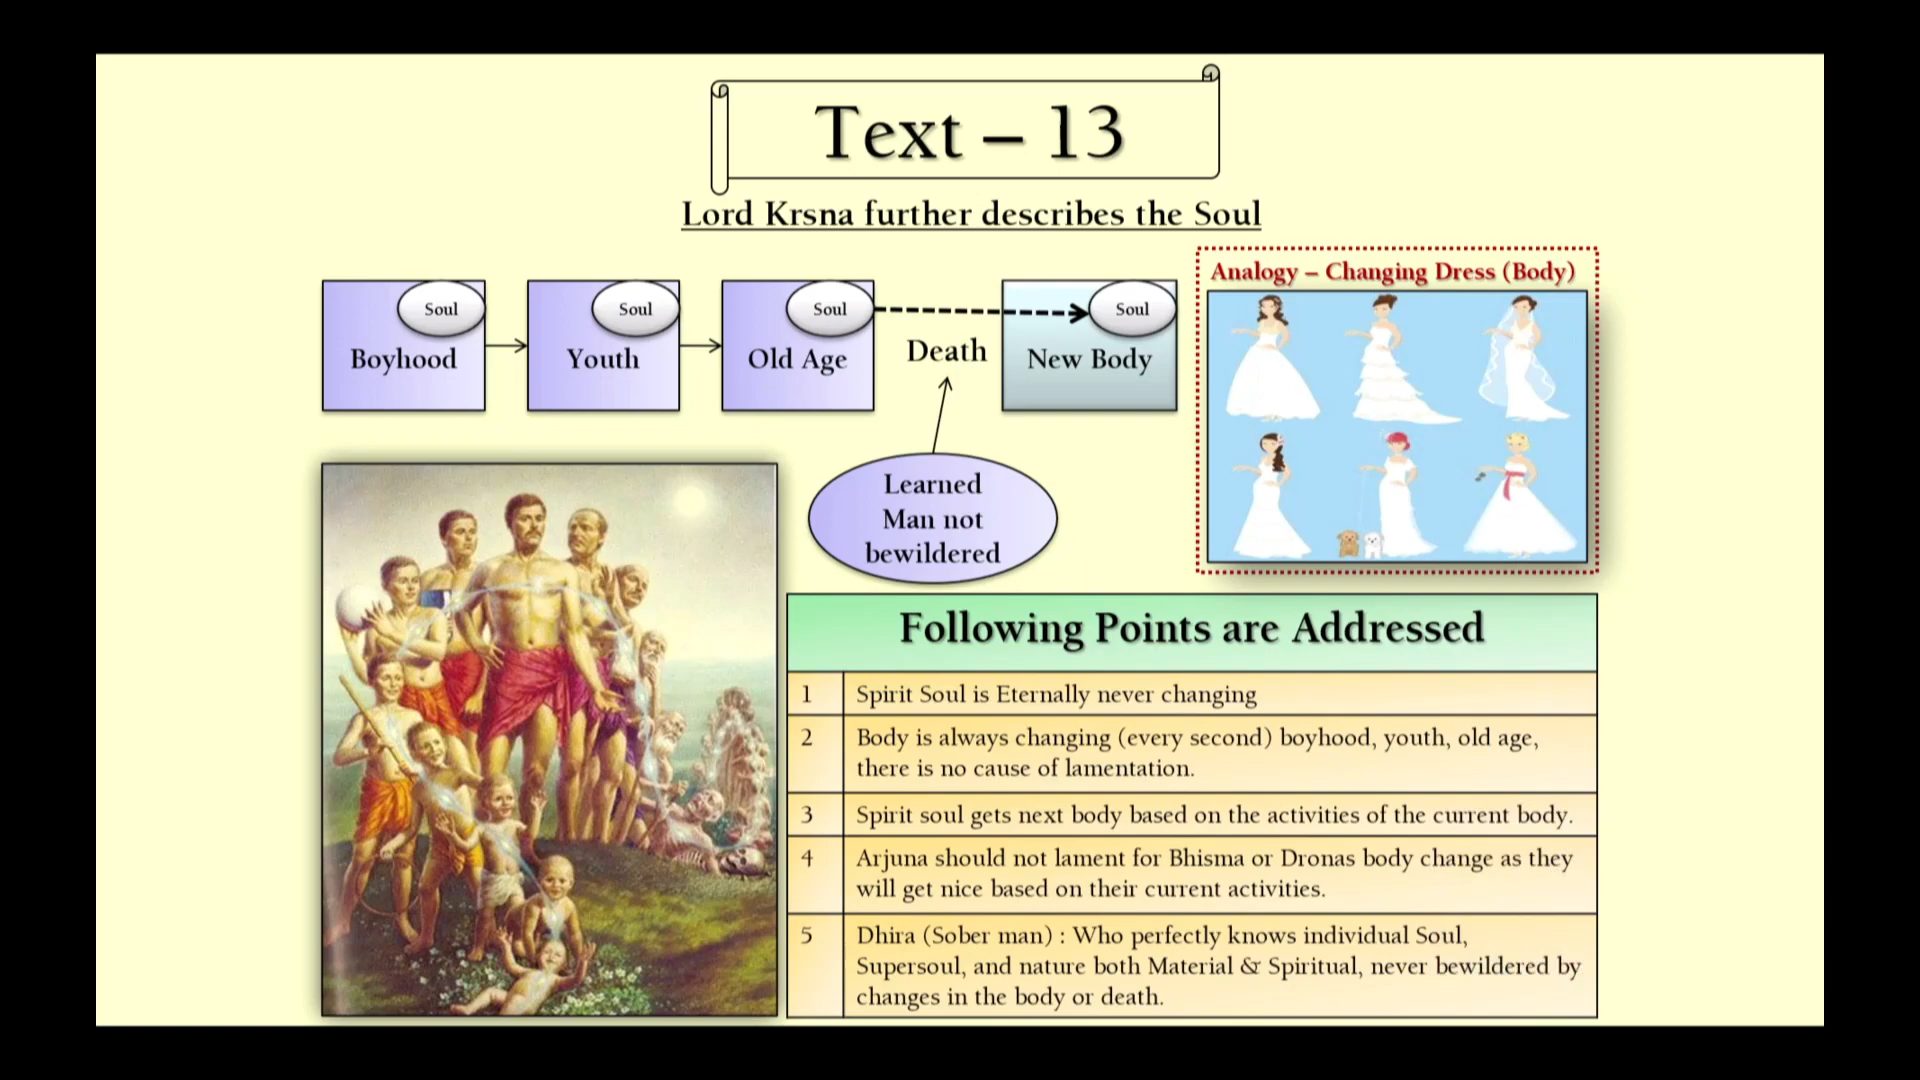 Text – 13
Lord Krsna further describes the Soul
Soul
Boyhood
Soul
Youth
Soul
Old Age
Death
Soul
New Body
Analogy – Changing Dress (Body)
Learned
Man not
bewildered
Following Points are Addressed
1 Spirit Soul is Eternally never changing
2 Body is always changing (every second) boyhood, youth, old age,
there is no cause of lamentation.
3 Spirit soul gets next body based on the activities of the current body.
4 Arjuna should not lament for Bhisma or Dronas body change as they
will get nice based on their current activities.
5 Dhira (Sober man) : Who perfectly knows individual Soul,
Supersoul, and nature both Material & Spiritual, never bewildered by
changes in the body or death.